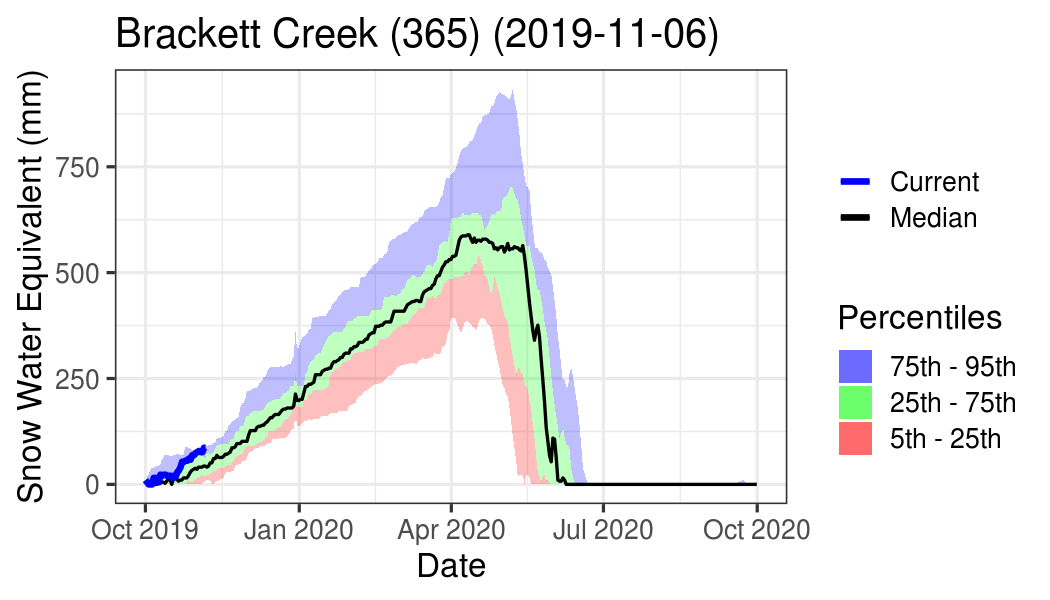 Brackett Creek (365) (2019-11-06)
Snow Water Equivalent (mm)
750
500
250
0
Oct 2019
Jan 2020
Apr 2020
Jul 2020
Oct 2020
Date
Current
Median
Percentiles
75th - 95th
25th - 75th
5th - 25th